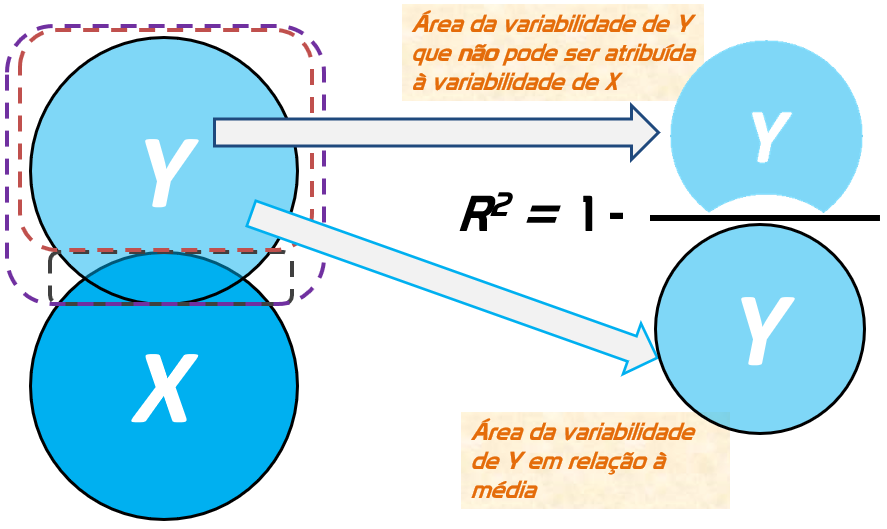 Área da variabilidade de Y
que não pode ser atribuída
à variabilidade de X
Y
Y
R² = 1 -
Y
X
Área da variabilidade
de Y em relação à
média